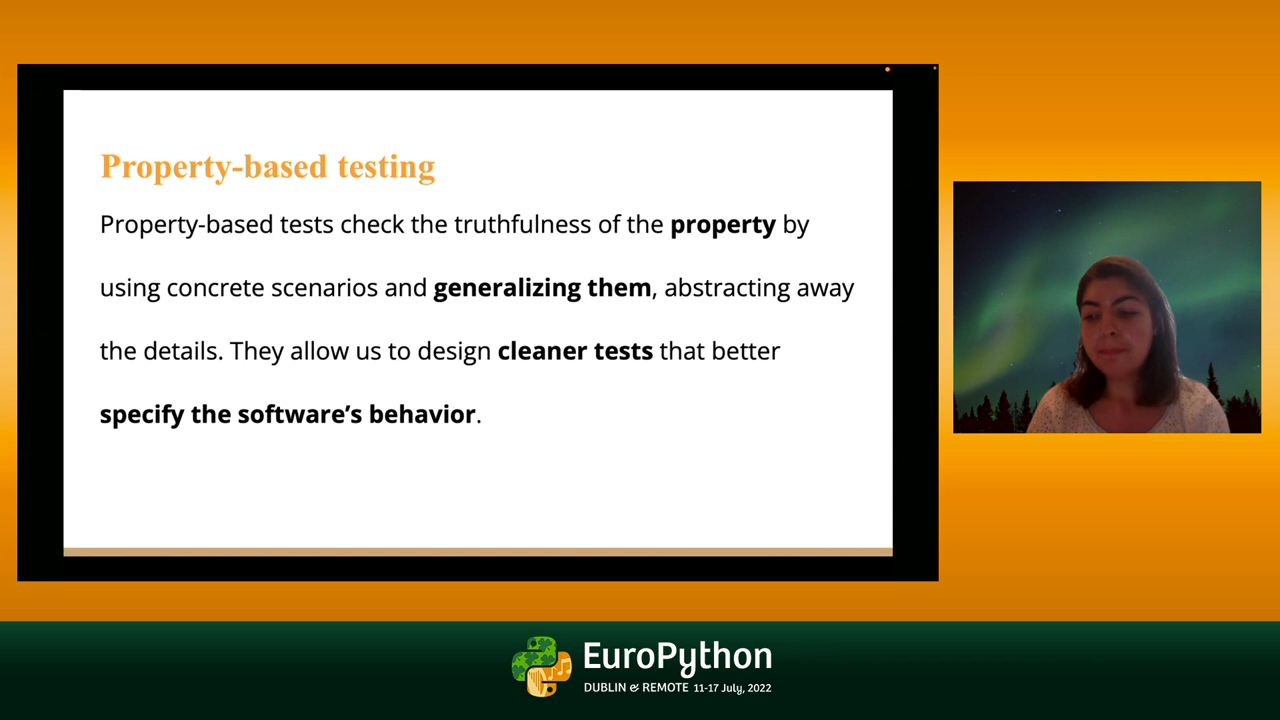 Property-based testing
Property-based tests check the truthfulness of the property by
using concrete scenarios and generalizing them, abstracting away
the details. They allow us to design cleaner tests that better
specify the software’s behavior.
EuroPython
DUBLIN & REMOTE 11-17 July, 2022